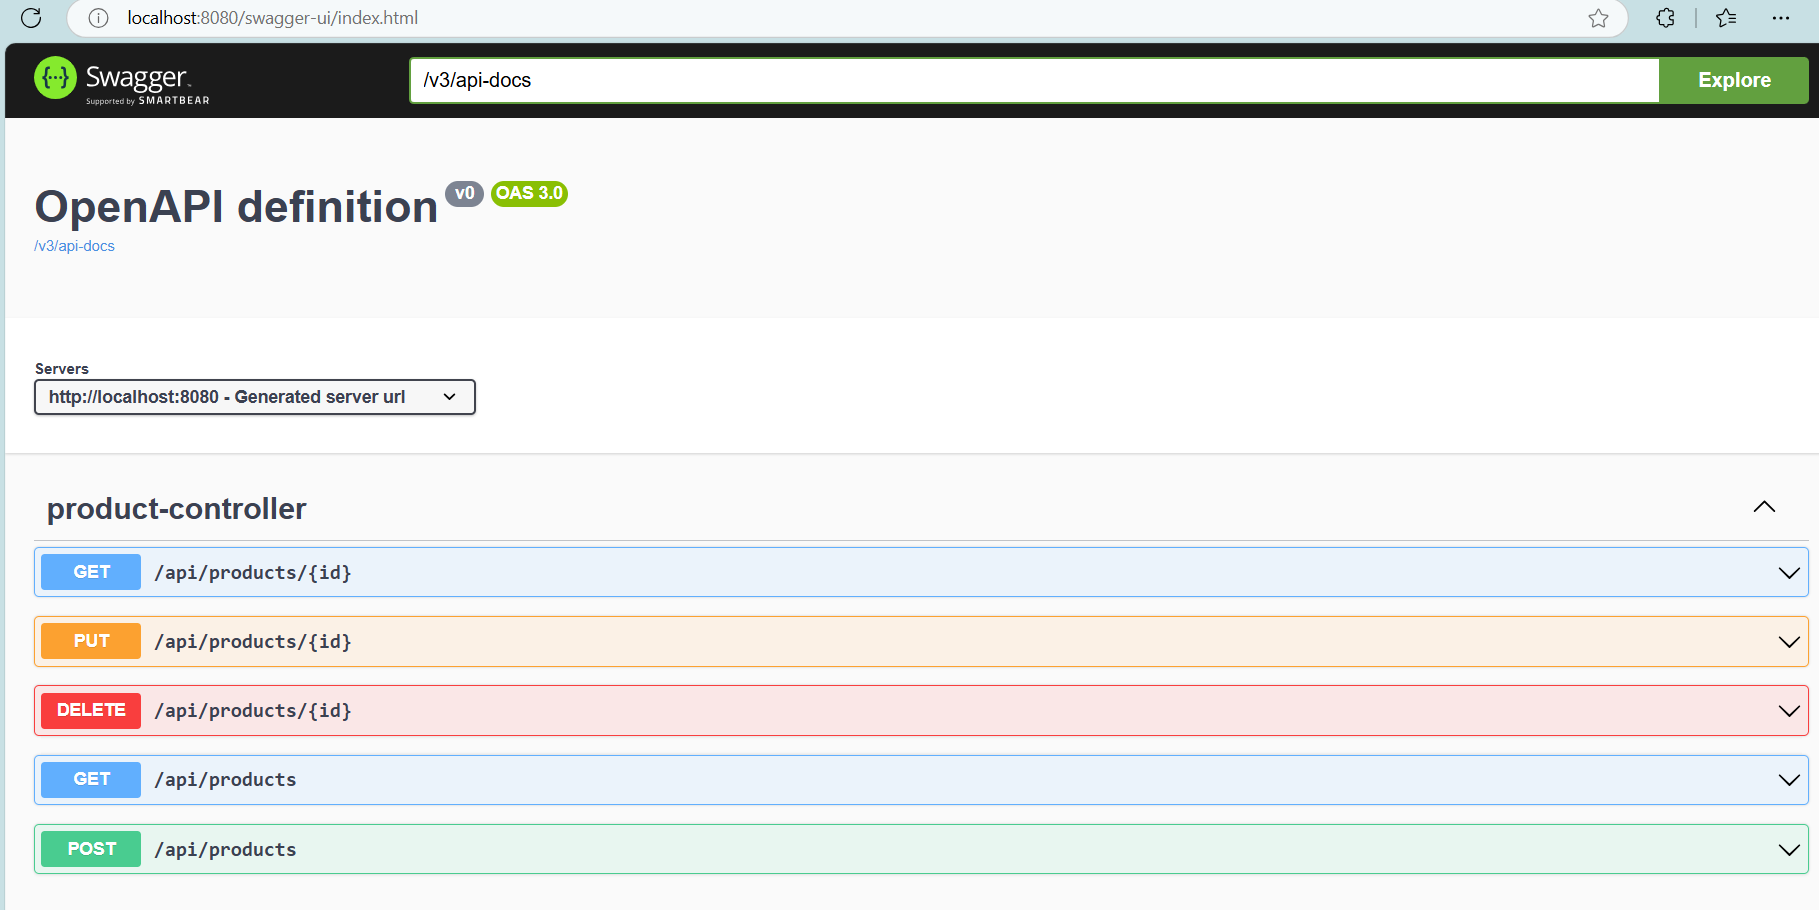 localhost:8080/swagger-ui/index.html
{···} Swagger™
Supported by SMARTBEAR
/v3/api-docs
Explore
OpenAPI definition v0 OAS 3.0
/v3/api-docs
Servers
http://localhost:8080 - Generated server url
product-controller
GET /api/products/{id}
PUT /api/products/{id}
DELETE /api/products/{id}
GET /api/products
POST /api/products